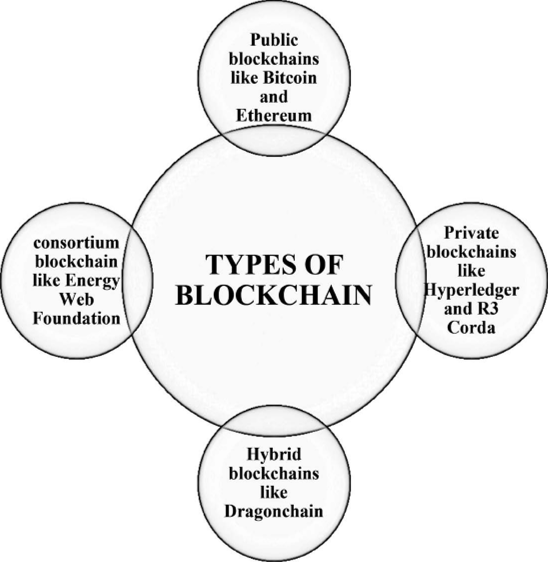 Public
blockchains
like Bitcoin
and
Ethereum
consortium
blockchain
like Energy
Web
Foundation
TYPES OF
BLOCKCHAIN
Private
blockchains
like
Hyperledger
and R3
Corda
Hybrid
blockchains
like
Dragonchain